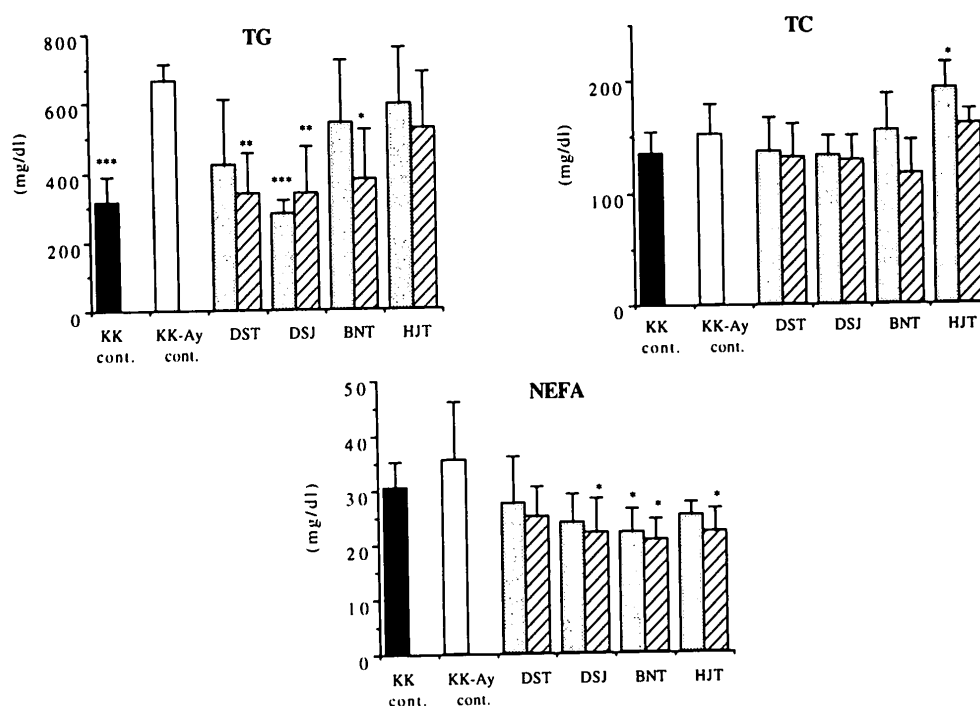 TG
(mg/dl)
800
600
400
200
0
***
**
***
**
*
KK cont.
KK-Ay cont.
DST
DSJ
BNT
HJT
TC
(mg/dl)
200
100
0
*
KK cont.
KK-Ay cont.
DST
DSJ
BNT
HJT
NEFA
(mg/dl)
50
40
30
20
10
0
*
*
*
*
KK cont.
KK-Ay cont.
DST
DSJ
BNT
HJT